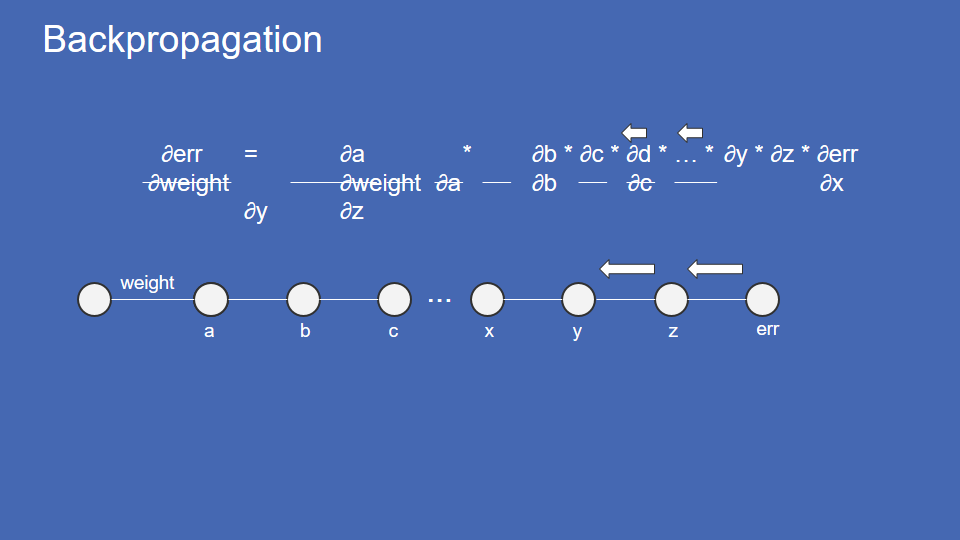 Backpropagation
∂err = ∂a * ∂b * ∂c * ∂d * … * ∂y * ∂z * ∂err
∂weight ∂weight ∂a ∂b ∂c ∂x
∂y ∂z
weight
...
a b c x y z err